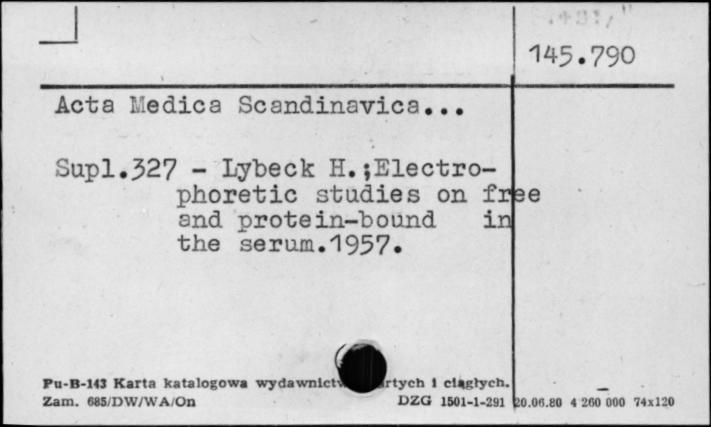 145.790
Acta Medica Scandinavica...
Supl.327 - Lybeck H.;Electro-
phoretic studies on free
and protein-bound in
the serum.1957.
Pu-B-143 Karta katalogowa i ciągłych.
Zam. 685/DW/WA/On DZG 1501-1-291 20.06.80 4 260 000 74x120